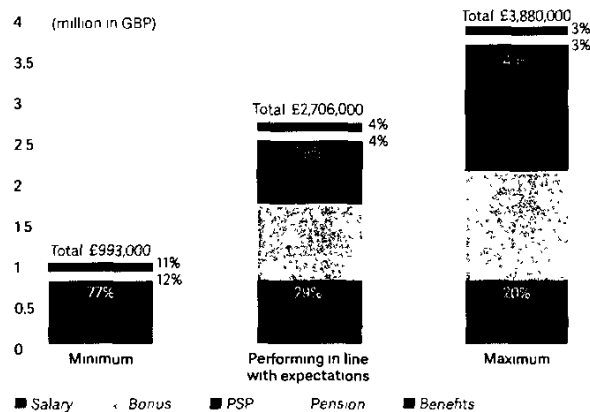 4 (million in GBP)
Total £3,880,000
3%
3%
3.5
3
Total £2,706,000
4%
4%
2.5
2
1 5
Total £993,000
11%
1
12%
77%
29%
20%
0.5
0
Minimum
Performing in line
with expectations
Maximum
Salary Bonus PSP Pension Benefits